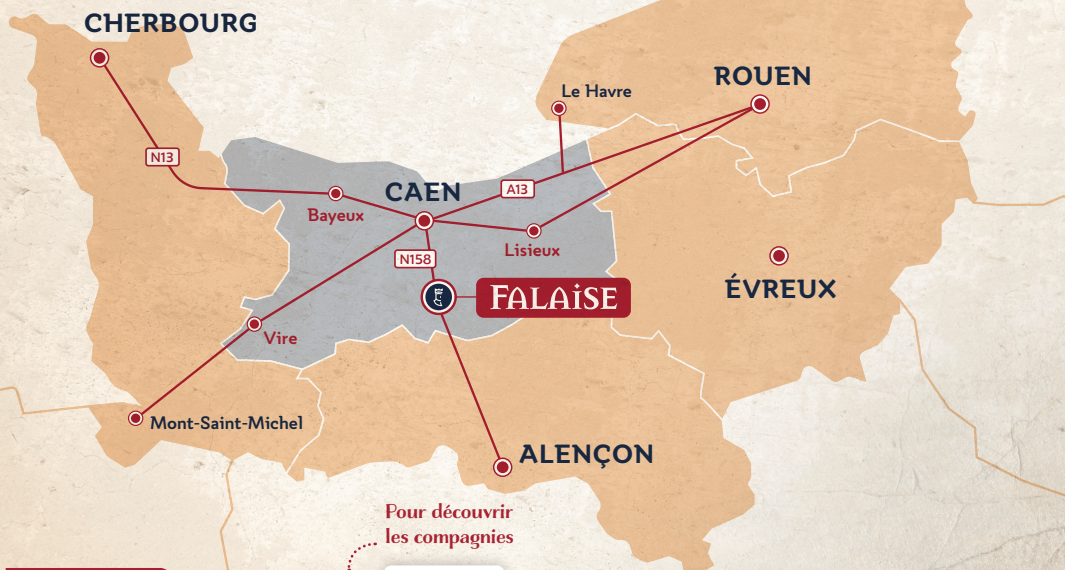 CHERBOURG
ROUEN
Le Havre
N13
CAEN
A13
Bayeux
Lisieux
N158
FALAiSE
ÉVREUX
Vire
Mont-Saint-Michel
ALENÇON
Pour découvrir
les compagnies